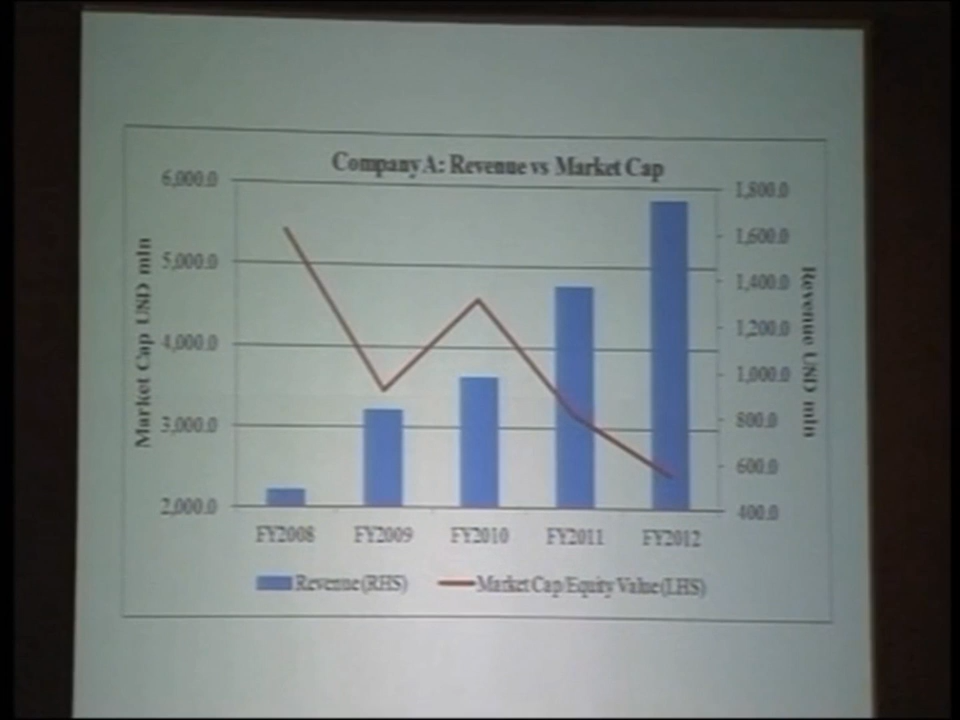 Company A: Revenue vs Market Cap
6,000.0
5,000.0
4,000.0
3,000.0
2,000.0
Market Cap USD mln
1,800.0
1,600.0
1,400.0
1,200.0
1,000.0
800.0
600.0
400.0
Revenue USD mln
FY2008 FY2009 FY2010 FY2011 FY2012
Revenue (RHS) Market Cap/Equity Value (LHS)